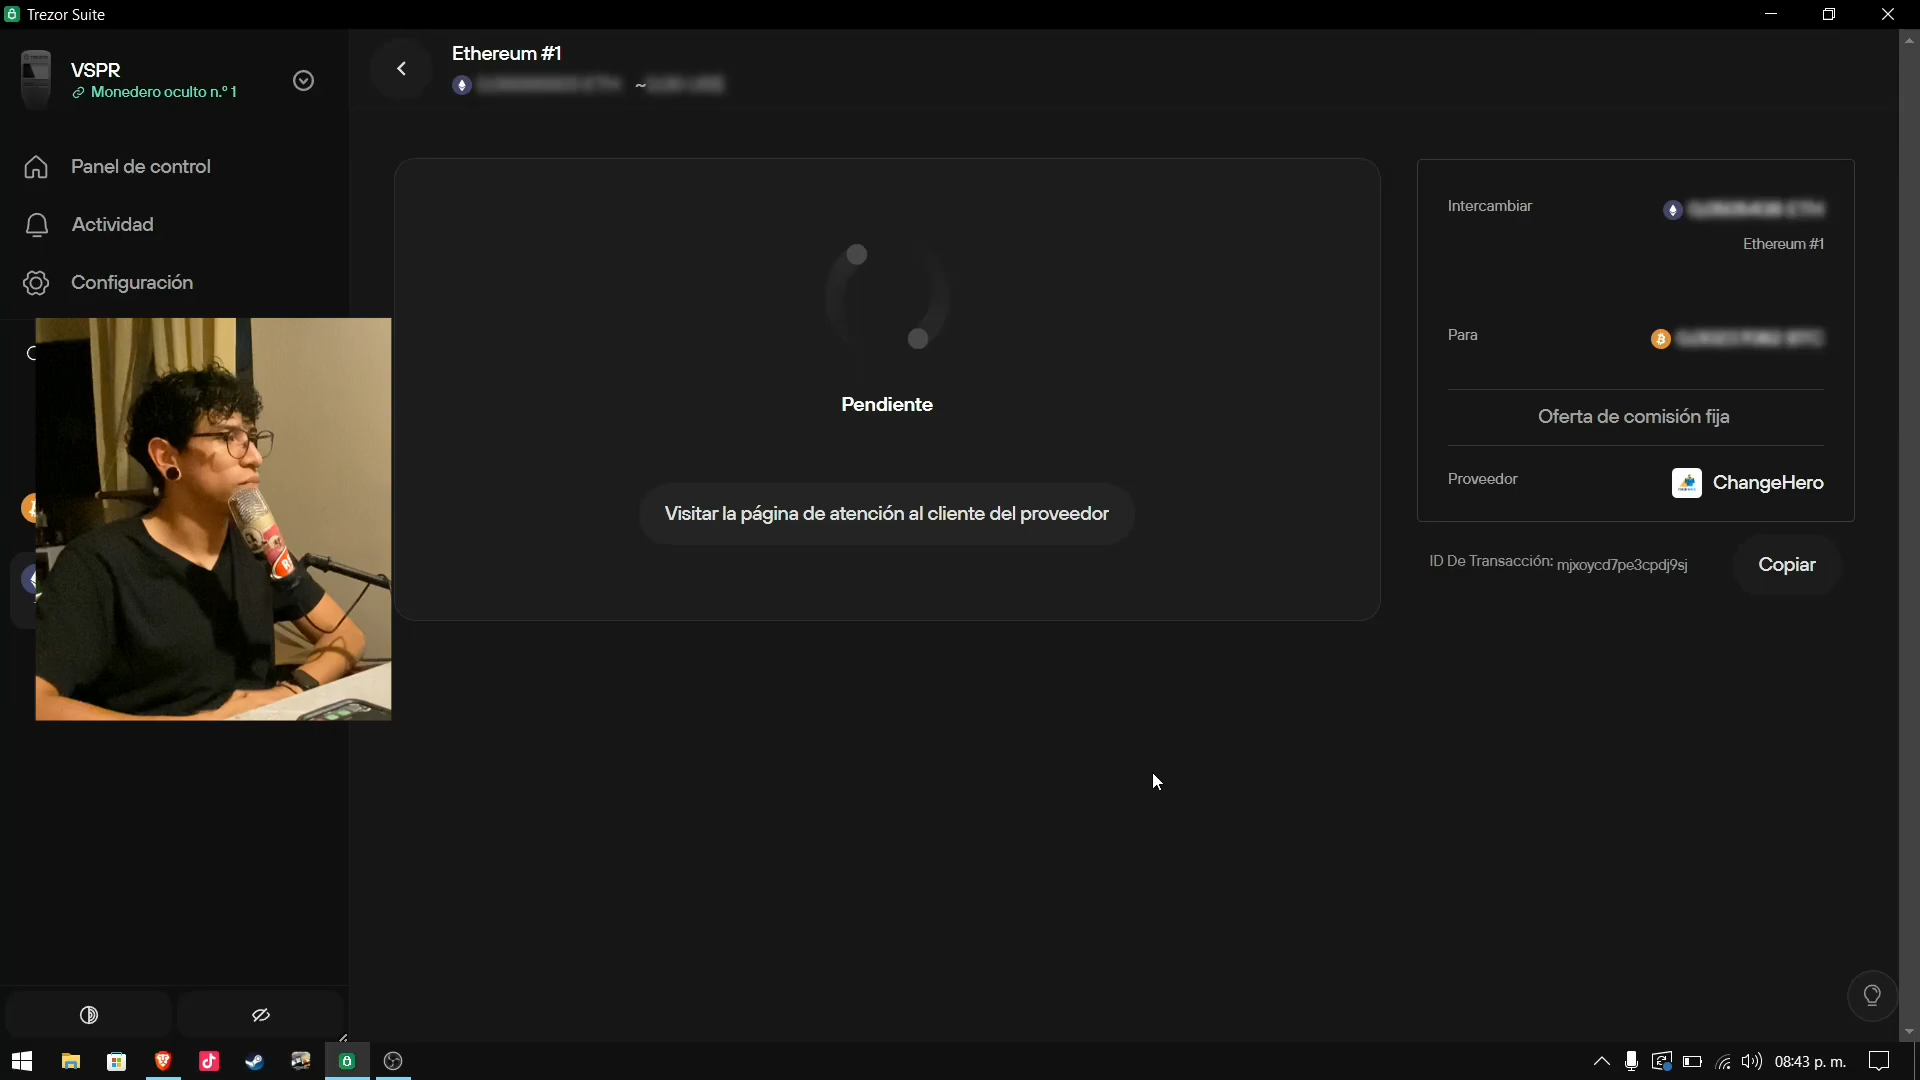 Trezor Suite
VSPR
Monedero oculto n.º 1
Ethereum #1
Panel de control
Actividad
Configuración
Pendiente
Visitar la página de atención al cliente del proveedor
Intercambiar
Ethereum #1
Para
Oferta de comisión fija
Proveedor
ChangeHero
ID De Transacción: mjxoycd7pe3cpdj9sj
Copiar
08:43 p. m.